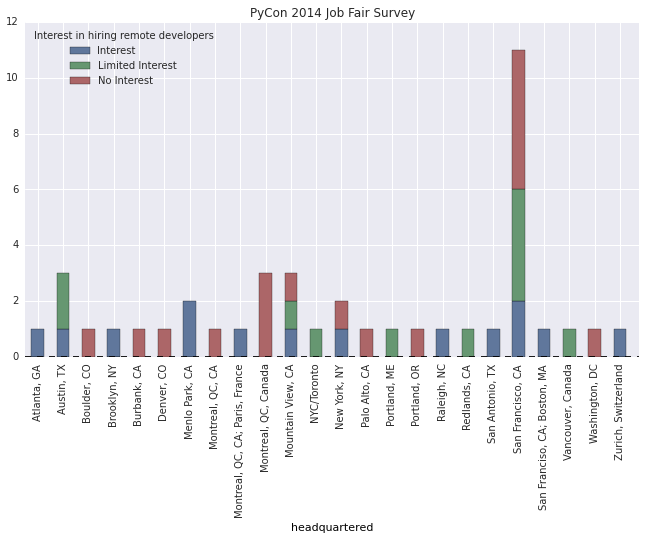 PyCon 2014 Job Fair Survey
Interest in hiring remote developers
Interest
Limited Interest
No Interest
12
10
8
6
4
2
0
Atlanta, GA
Austin, TX
Boulder, CO
Brooklyn, NY
Burbank, CA
Denver, CO
Menlo Park, CA
Montreal, QC, CA
Montreal, QC, CA; Paris, France
Montreal, QC, Canada
Mountain View, CA
NYC/Toronto
New York, NY
Palo Alto, CA
Portland, ME
Portland, OR
Raleigh, NC
Redlands, CA
San Antonio, TX
San Francisco, CA
San Franciso, CA; Boston, MA
Vancouver, Canada
Washington, DC
Zurich, Switzerland
headquartered